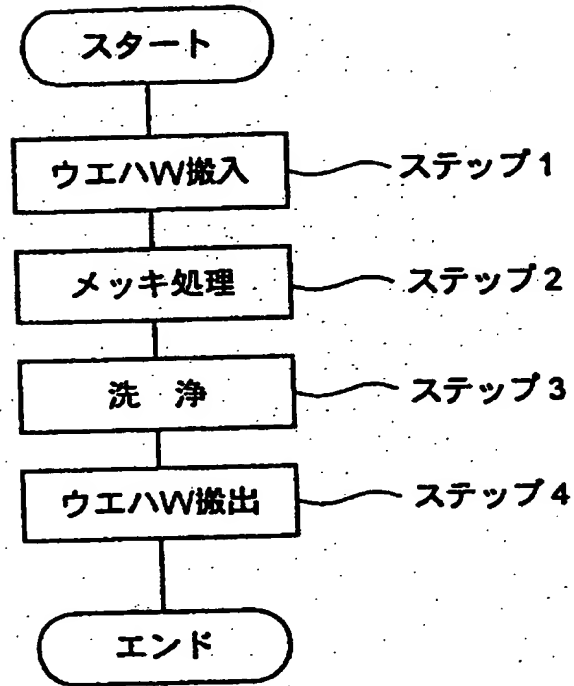 スタート
ウエハW搬入 ステップ1
メッキ処理 ステップ2
洗 浄 ステップ3
ウエハW搬出 ステップ4
エンド